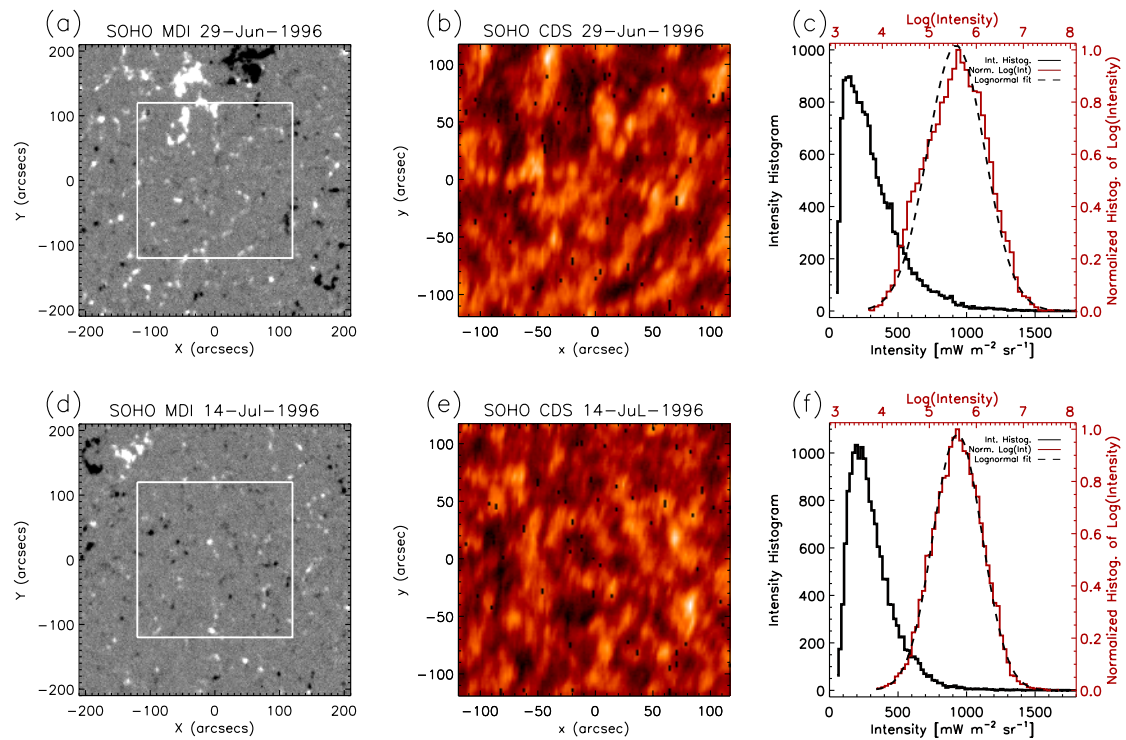 (a)
SOHO MDI 29-Jun-1996
200
100
0
−100
−200
Y (arcsecs)
−200 −100 0 100 200
X (arcsecs)
(b)
SOHO CDS 29-Jun-1996
100
50
0
−50
−100
y (arcsec)
−100 −50 0 50 100
x (arcsec)
(c)
Log(Intensity)
3 4 5 6 7 8
Int. Histog.
Norm. Log(Int)
Lognormal fit
1000
800
600
400
200
0
Intensity Histogram
1.0
0.8
0.6
0.4
0.2
0.0
Normalized Histog. of Log(Intensity)
0 500 1000 1500
Intensity [mW m⁻² sr⁻¹]
(d)
SOHO MDI 14-Jul-1996
200
100
0
−100
−200
Y (arcsecs)
−200 −100 0 100 200
X (arcsecs)
(e)
SOHO CDS 14-JuL-1996
100
50
0
−50
−100
y (arcsec)
−100 −50 0 50 100
x (arcsec)
(f)
Log(Intensity)
3 4 5 6 7 8
Int. Histog.
Norm. Log(Int)
Lognormal fit
1000
800
600
400
200
0
Intensity Histogram
1.0
0.8
0.6
0.4
0.2
0.0
Normalized Histog. of Log(Intensity)
0 500 1000 1500
Intensity [mW m⁻² sr⁻¹]